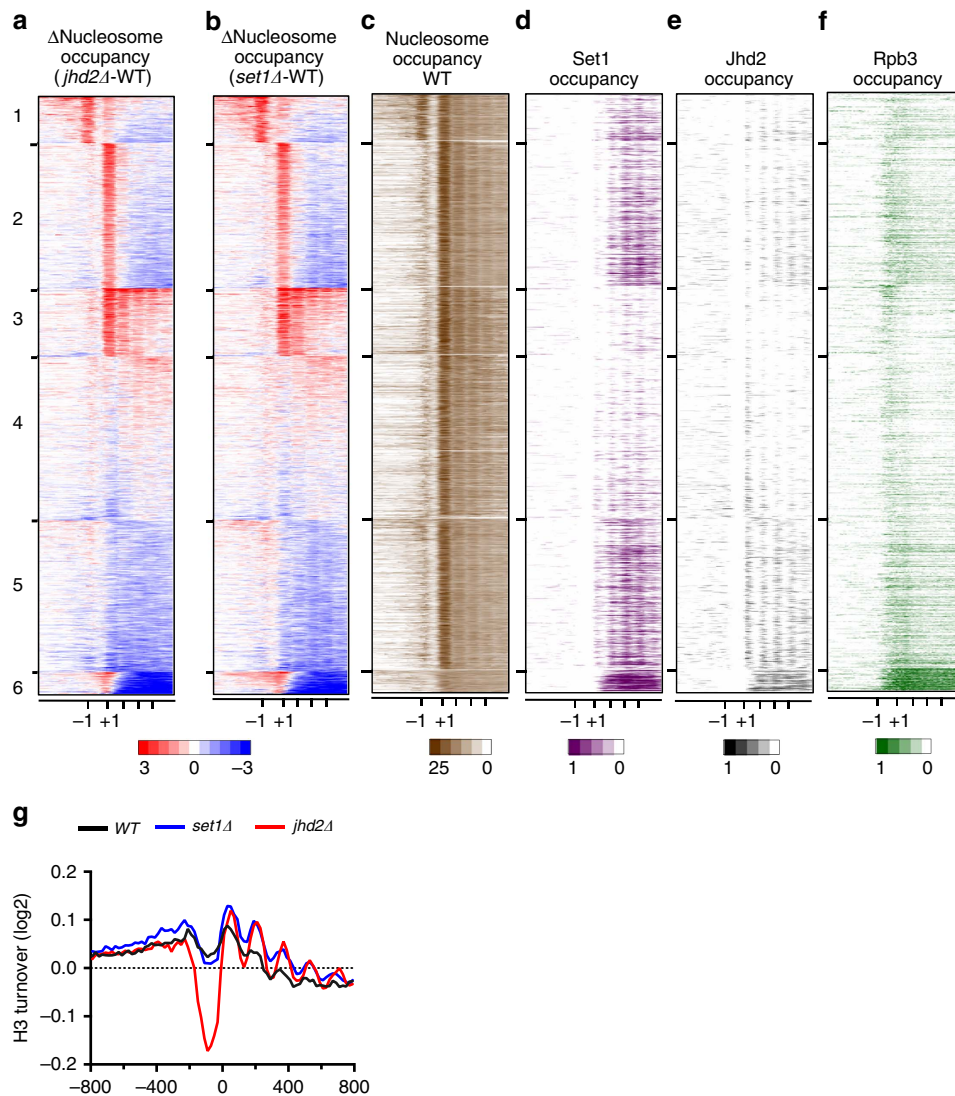 a b c d e f
ΔNucleosome occupancy (jhd2Δ-WT)
ΔNucleosome occupancy (set1Δ-WT)
Nucleosome occupancy WT
Set1 occupancy
Jhd2 occupancy
Rpb3 occupancy
1
2
3
4
5
6
−1 +1 −1 +1 −1 +1 −1 +1 −1 +1 −1 +1
3 0 −3
25 0
1 0
1 0
1 0
g
WT set1Δ jhd2Δ
H3 turnover (log2)
0.2
0.1
0.0
−0.1
−0.2
−800 −400 0 400 800